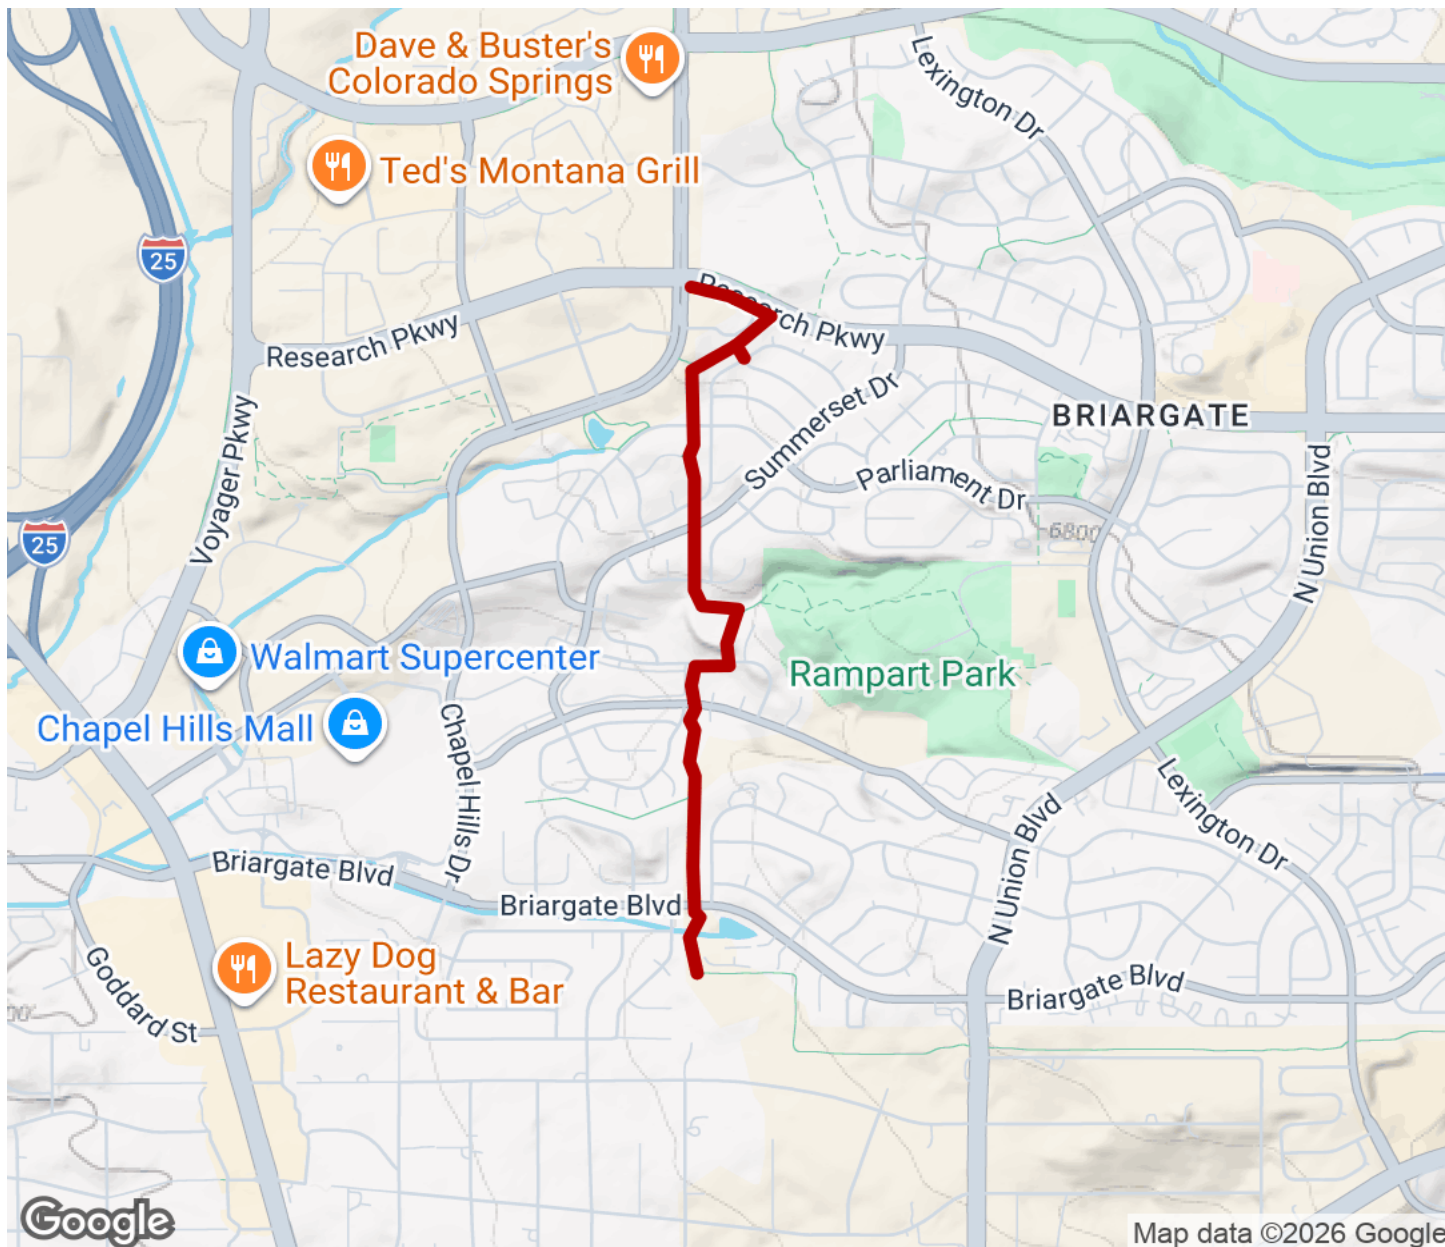 Dave & Buster's
Colorado Springs
Lexington Dr
Ted's Montana Grill
25
Research Pkwy
Research Pkwy
Voyager Pkwy
Summerset Dr
BRIARGATE
Parliament Dr
6800
N Union Blvd
25
Walmart Supercenter
Rampart Park
Chapel Hills Mall
Chapel Hills Dr
Lexington Dr
N Union Blvd
Briargate Blvd
Briargate Blvd
Goddard St
Lazy Dog
Restaurant & Bar
Briargate Blvd
Google
Map data ©2026 Google